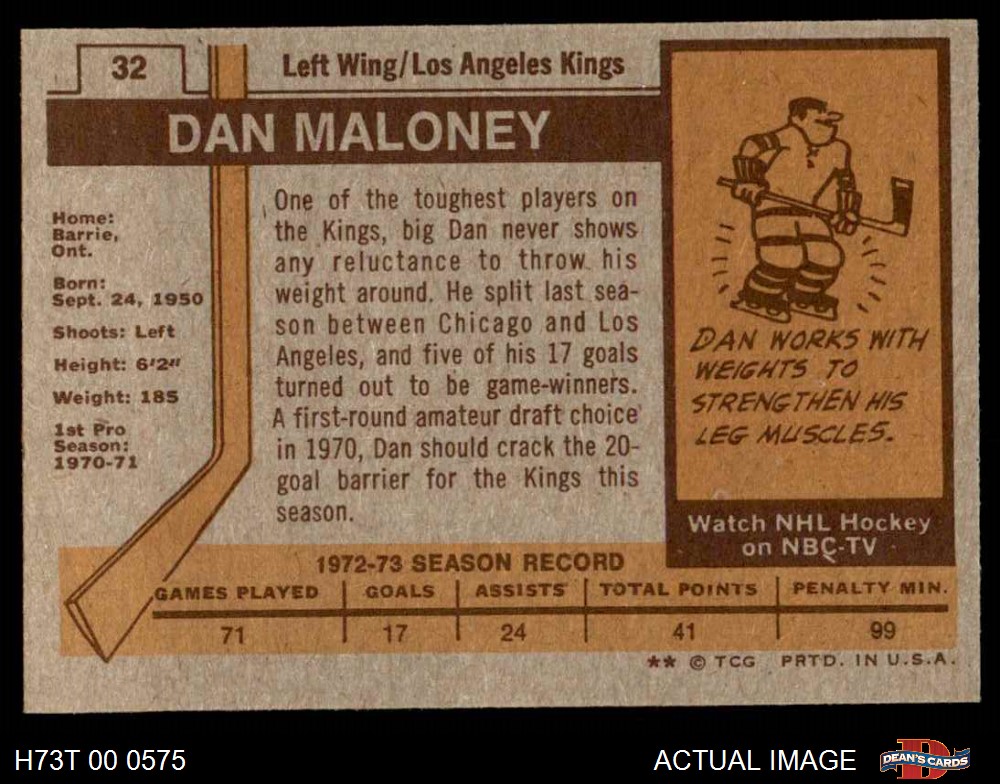 32
Left Wing/Los Angeles Kings
DAN MALONEY
Home:
Barrie,
Ont.
Born:
Sept. 24, 1950
Shoots: Left
Height: 6'2"
Weight: 185
1st Pro
Season:
1970-71
One of the toughest players on
the Kings, big Dan never shows
any reluctance to throw his
weight around. He split last sea-
son between Chicago and Los
Angeles, and five of his 17 goals
turned out to be game-winners.
A first-round amateur draft choice
in 1970, Dan should crack the 20-
goal barrier for the Kings this
season.
DAN WORKS WITH
WEIGHTS TO
STRENGTHEN HIS
LEG MUSCLES.
Watch NHL Hockey
on NBC-TV
1972-73 SEASON RECORD
GAMES PLAYED GOALS ASSISTS TOTAL POINTS PENALTY MIN.
71 17 24 41 99
** © TCG PRTD. IN U.S.A.
H73T 00 0575
ACTUAL IMAGE
D
DEAN'S CARDS